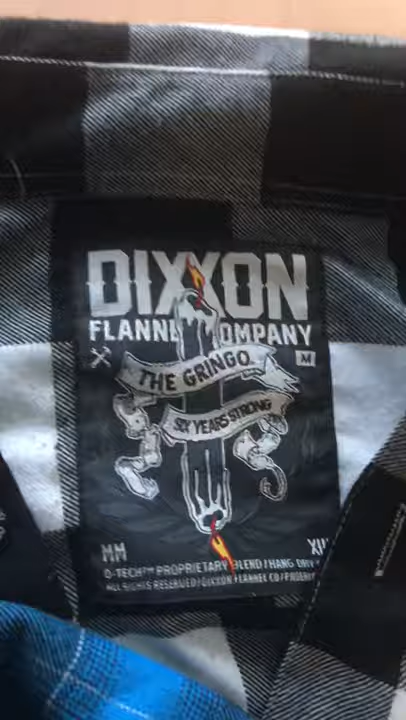 DIXXON
FLANNEL COMPANY
M
THE GRINGO
SIX YEARS STRONG
MM
D-TECH™ PROPRIETARY BLEND/HANG DRY
ALL RIGHTS RESERVED/DIXXON FLANNEL CO/